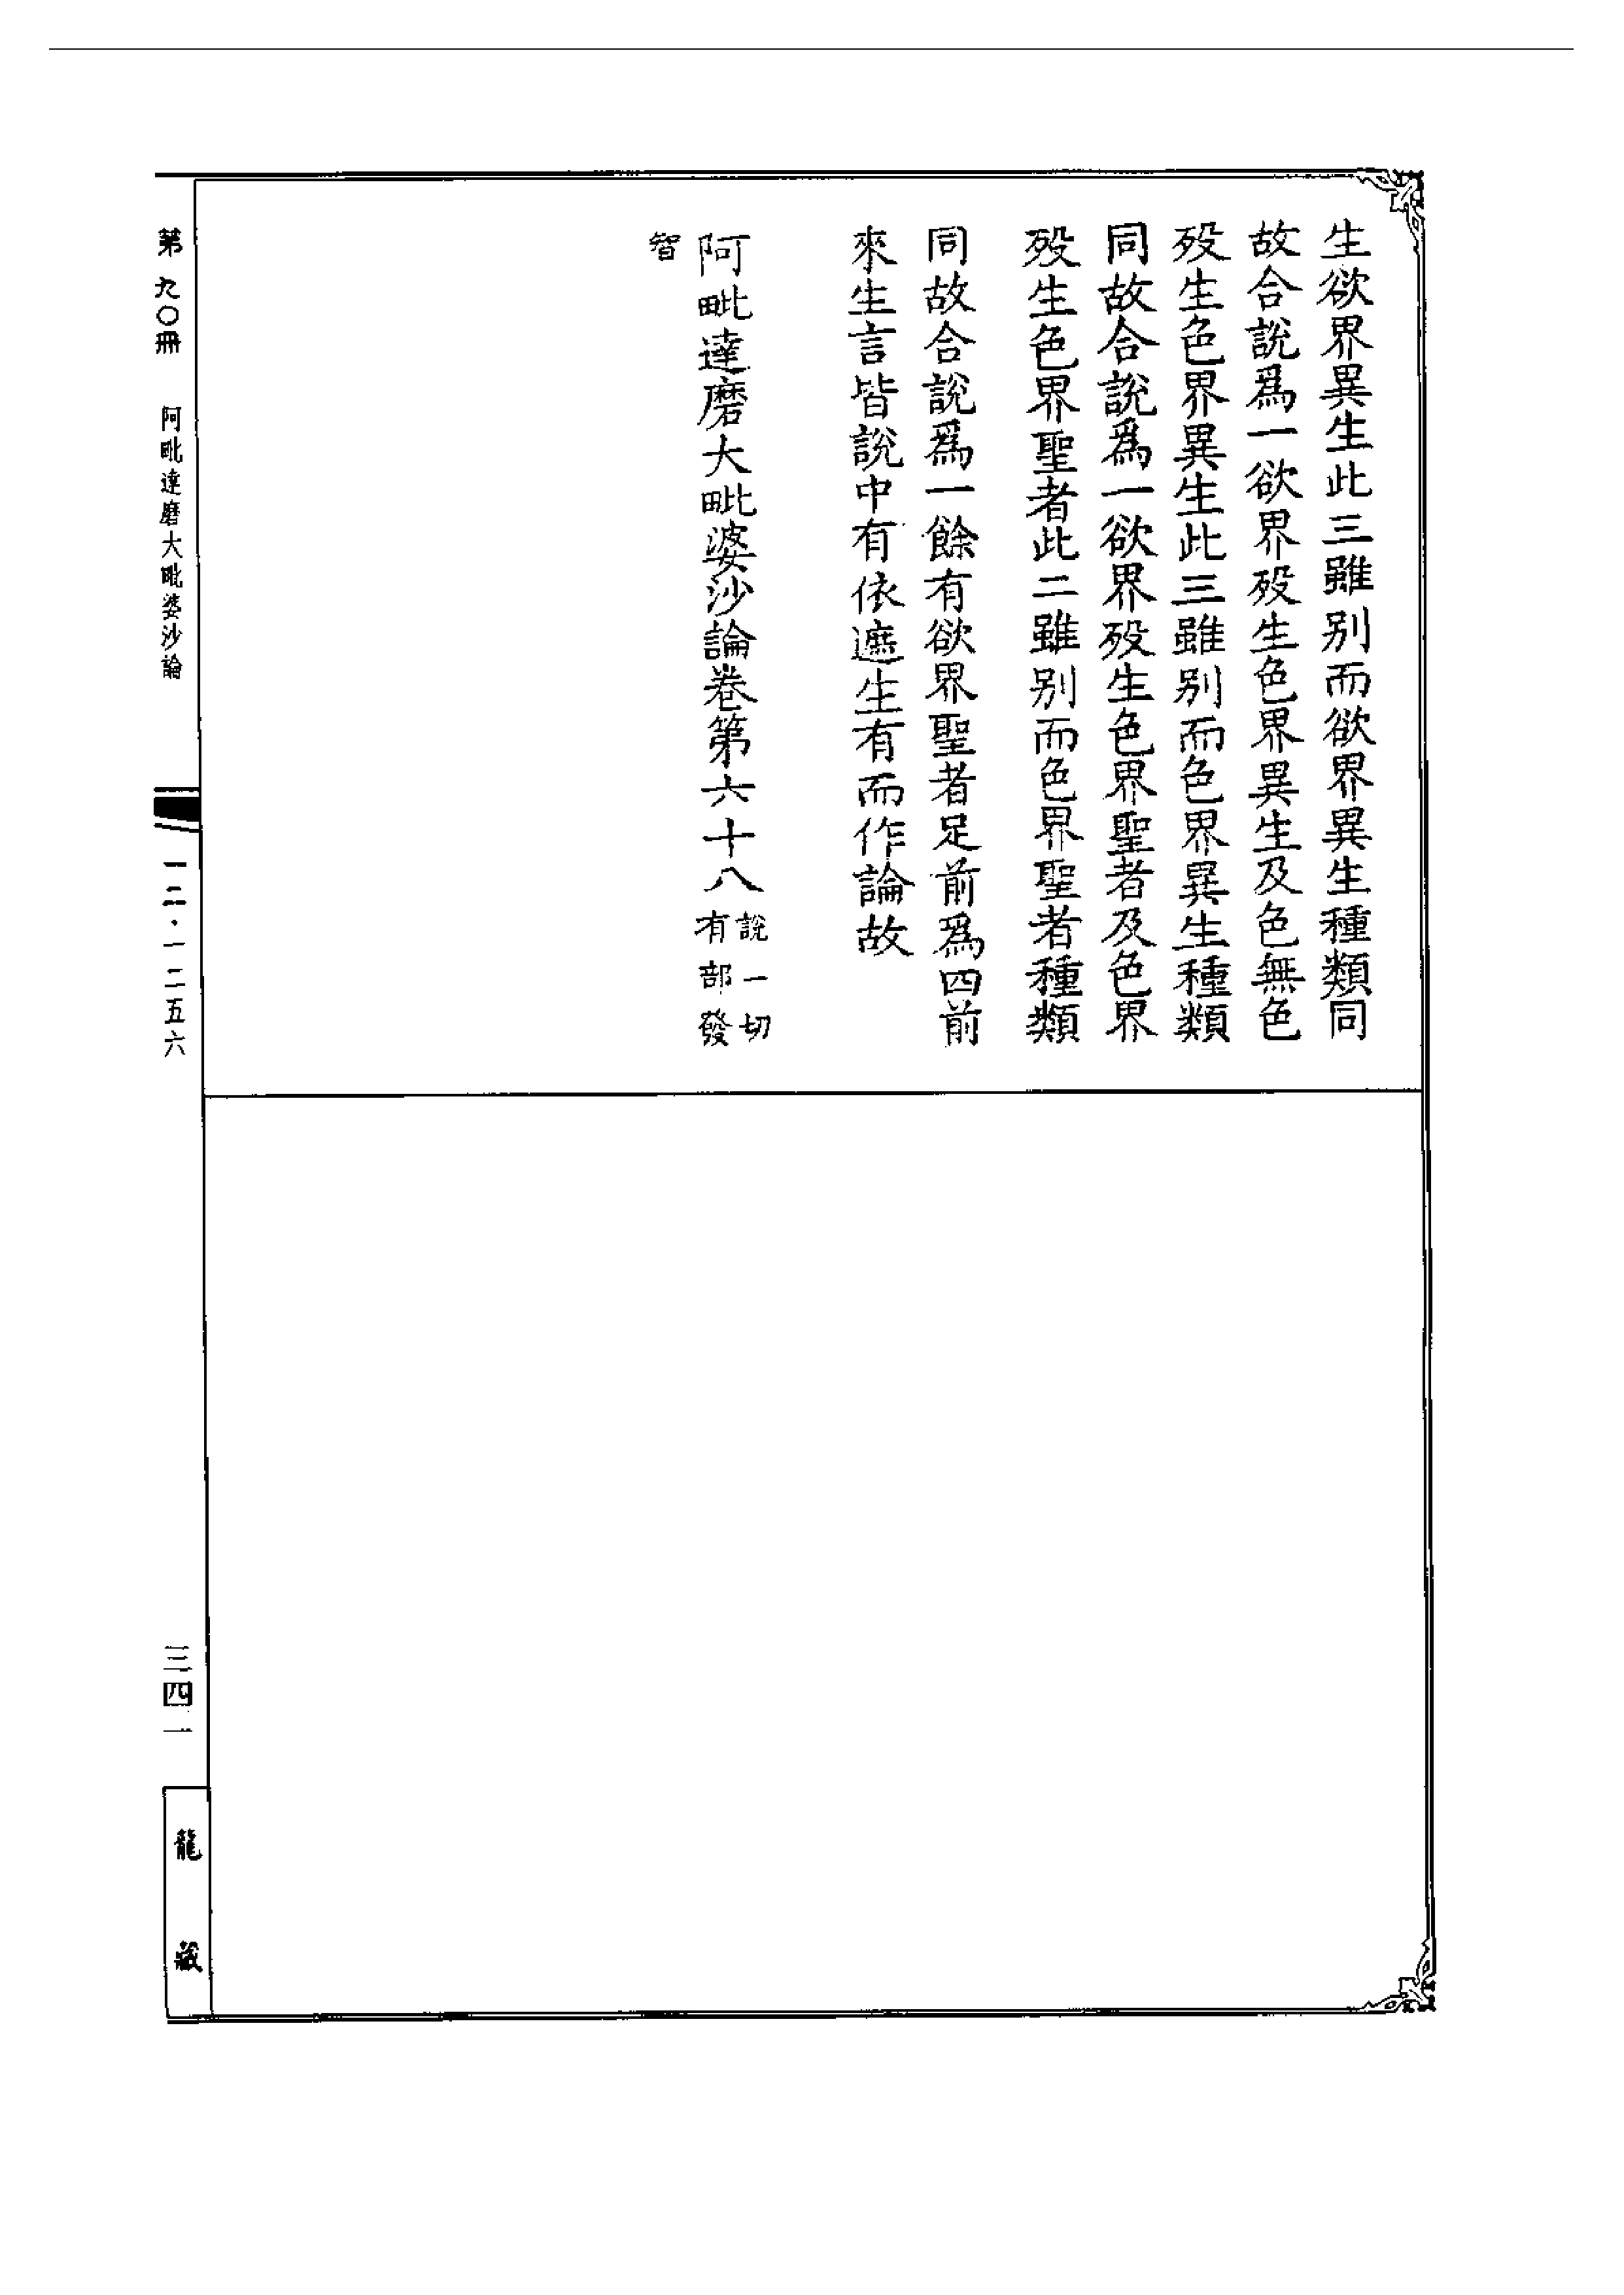 生欲界異生此三雖別而欲界異生種類同
故合說爲一欲界歿生色界異生及色無色
歿生色界異生此三雖別而色界異生種類
同故合說爲一欲界歿生色界聖者及色界
歿生色界聖者此二雖別而色界聖者種類
同故合說爲一餘有欲界聖者足前爲四前
來生言皆說中有依遮生有而作論故
阿毗達磨大毗婆沙論卷第六十八
說一切
有部發
智
第九〇冊
阿毗達磨大毗婆沙論
一二·一二五六
三四二
龍藏